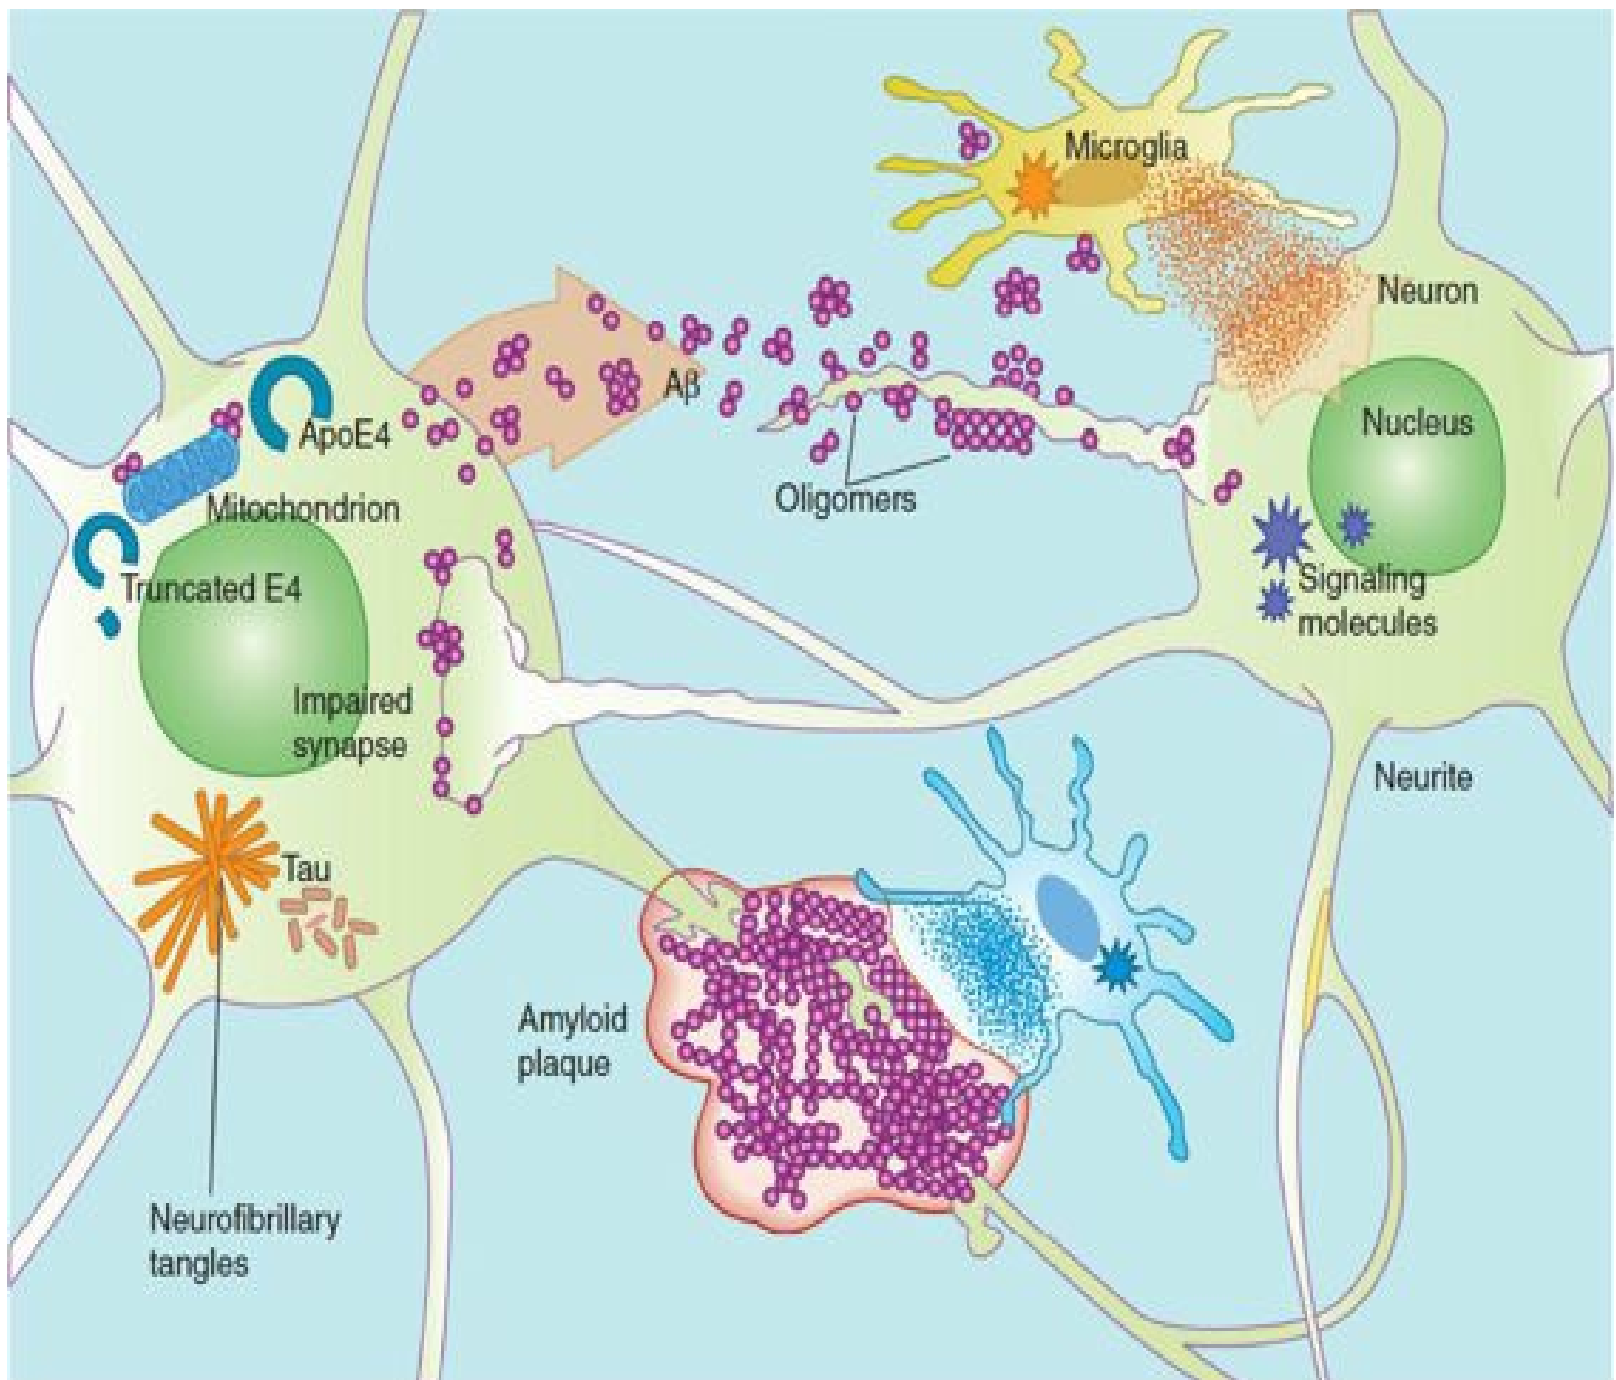 Microglia
Neuron
Aβ
ApoE4
Nucleus
Oligomers
Mitochondrion
Truncated E4
Signaling
molecules
Impaired
synapse
Neurite
Tau
Amyloid
plaque
Neurofibrillary
tangles